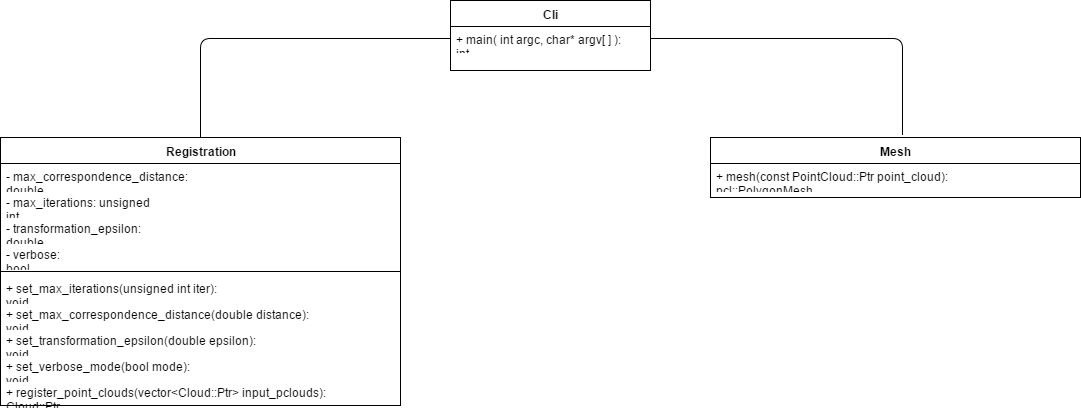 Cli
+ main( int argc, char* argv[ ] ):
int
Registration
- max_correspondence_distance:
double
- max_iterations: unsigned
int
- transformation_epsilon:
double
- verbose:
bool
+ set_max_iterations(unsigned int iter):
void
+ set_max_correspondence_distance(double distance):
void
+ set_transformation_epsilon(double epsilon):
void
+ set_verbose_mode(bool mode):
void
+ register_point_clouds(vector<Cloud::Ptr> input_pclouds):
Cloud::Ptr
Mesh
+ mesh(const PointCloud::Ptr point_cloud):
pcl::PolygonMesh